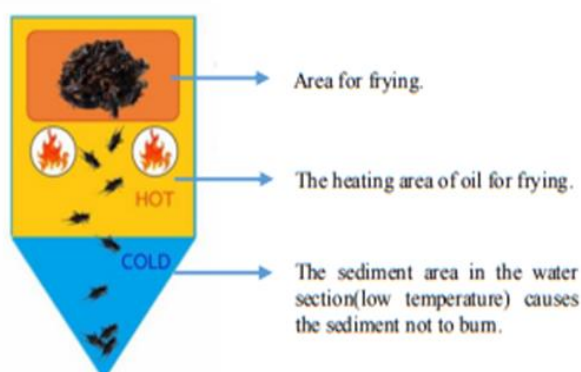 Area for frying.
HOT
The heating area of oil for frying.
COLD
The sediment area in the water
section(low temperature) causes
the sediment not to burn.